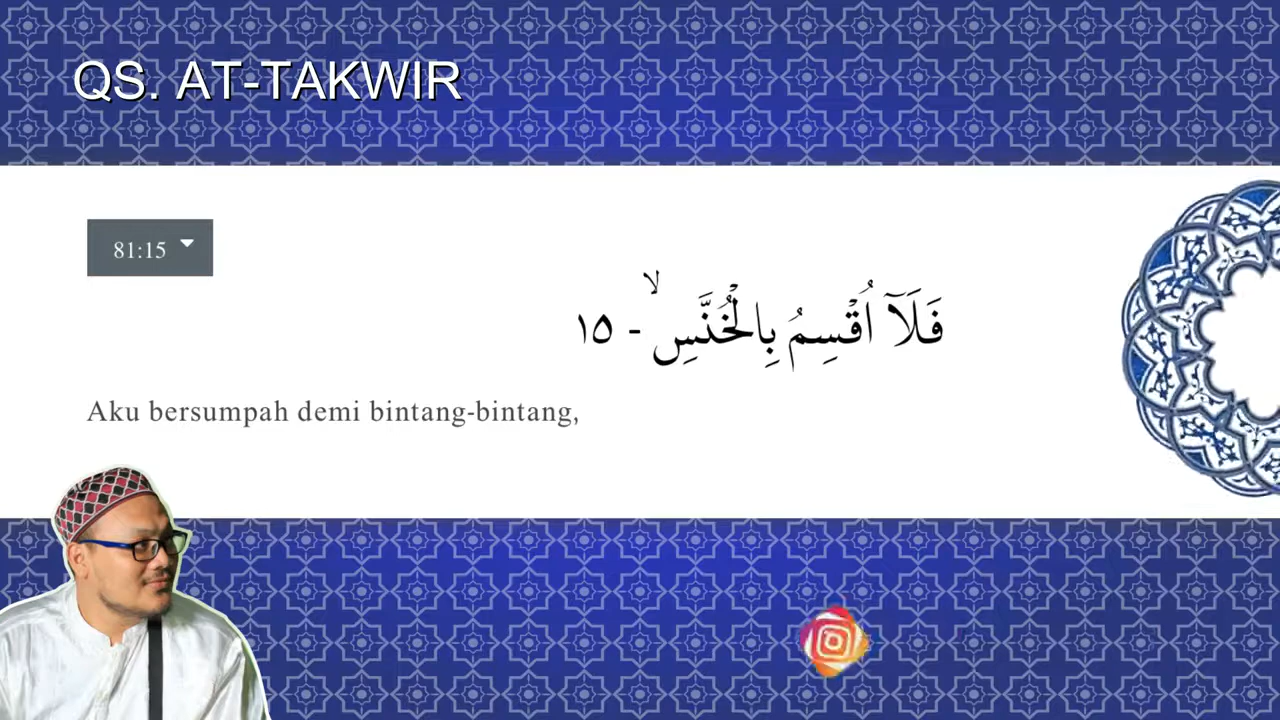 QS. AT-TAKWIR
81:15
فَلَآ اُقْسِمُ بِالْخُنَّسِۙ - ١٥
Aku bersumpah demi bintang-bintang,